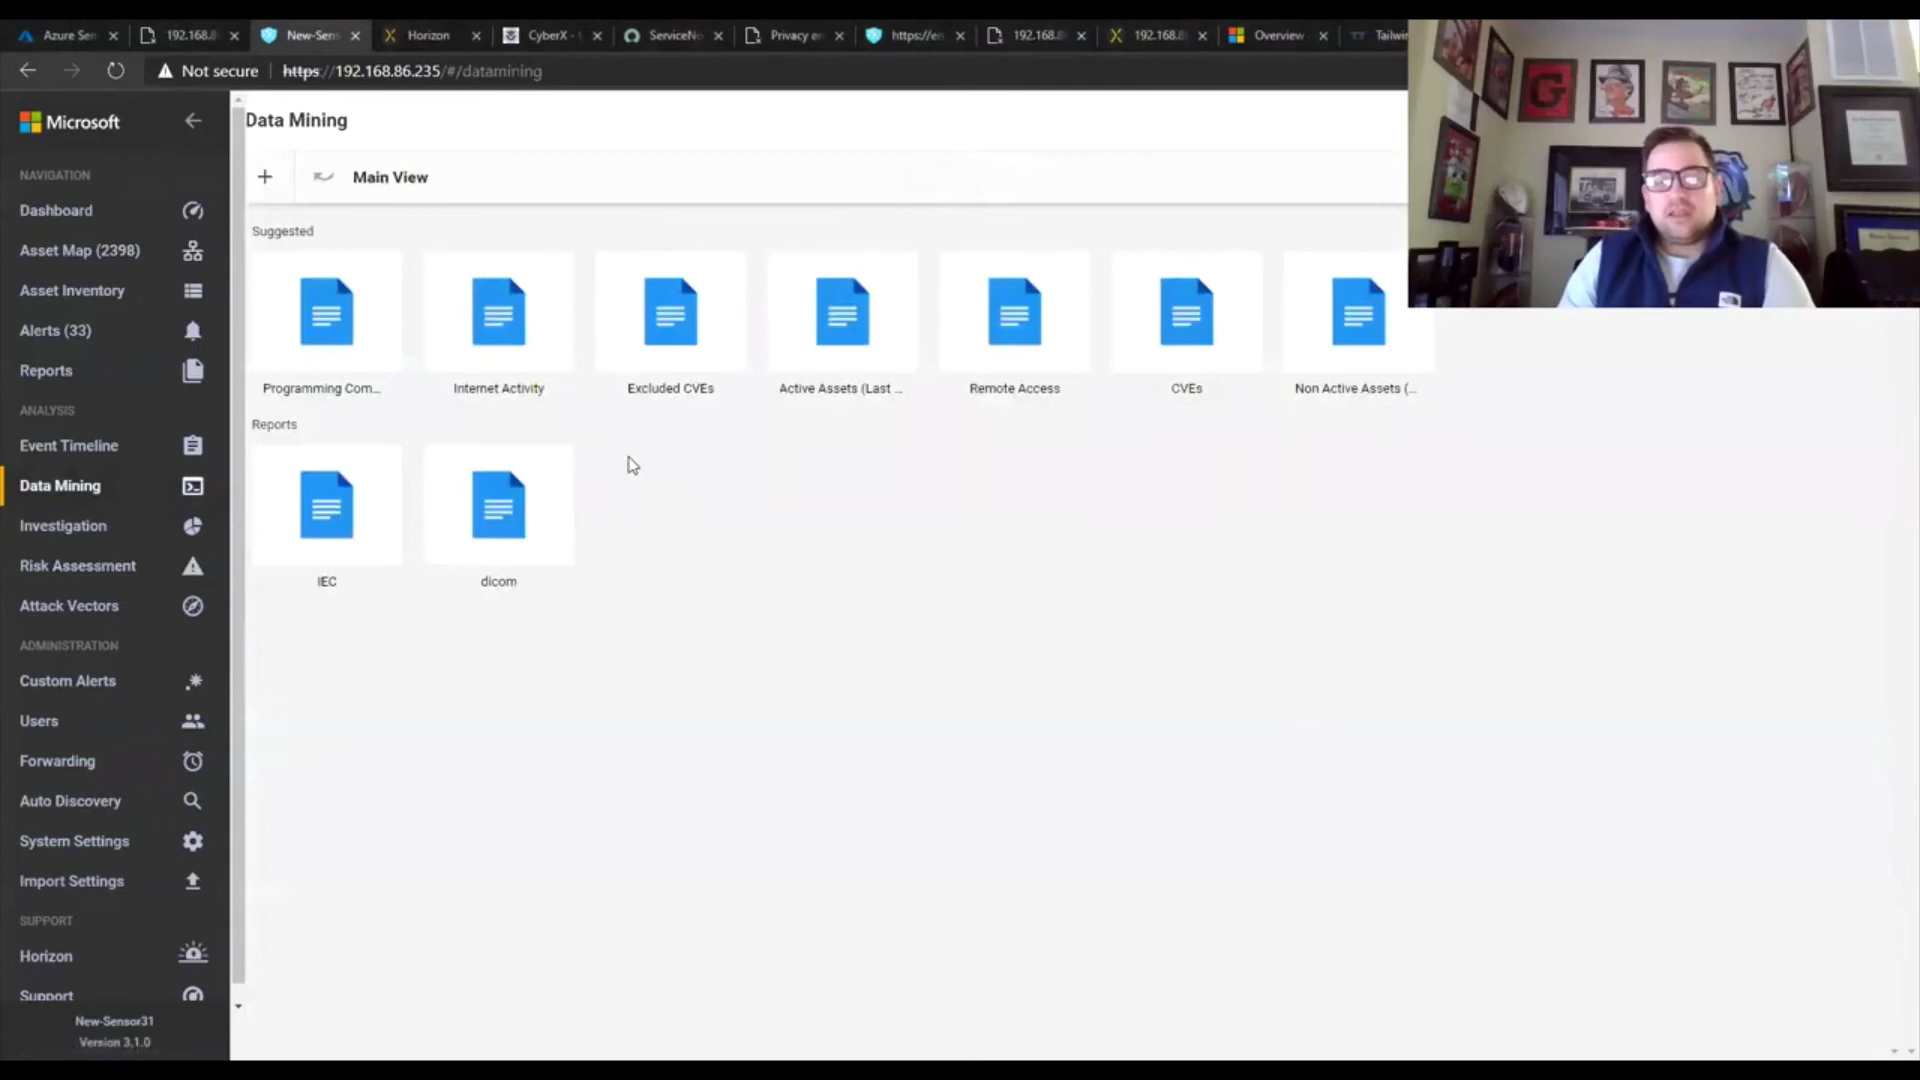 Azure Sen
192.168.8
New-Sens
Horizon
CyberX -
ServiceNo
Privacy er
https://en
192.168.8
192.168.8
Overview
Tailwir
Not secure
https://192.168.86.235/#/datamining
Microsoft
NAVIGATION
Dashboard
Asset Map (2398)
Asset Inventory
Alerts (33)
Reports
ANALYSIS
Event Timeline
Data Mining
Investigation
Risk Assessment
Attack Vectors
ADMINISTRATION
Custom Alerts
Users
Forwarding
Auto Discovery
System Settings
Import Settings
SUPPORT
Horizon
Support
New-Sensor31
Version 3.1.0
Data Mining
+
Main View
Suggested
Programming Com...
Internet Activity
Excluded CVEs
Active Assets (Last ...
Remote Access
CVEs
Non Active Assets (...
Reports
IEC
dicom
G